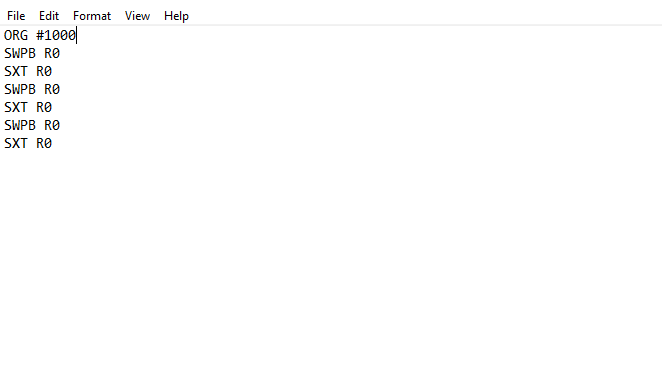 File Edit Format View Help
ORG #1000
SWPB R0
SXT R0
SWPB R0
SXT R0
SWPB R0
SXT R0